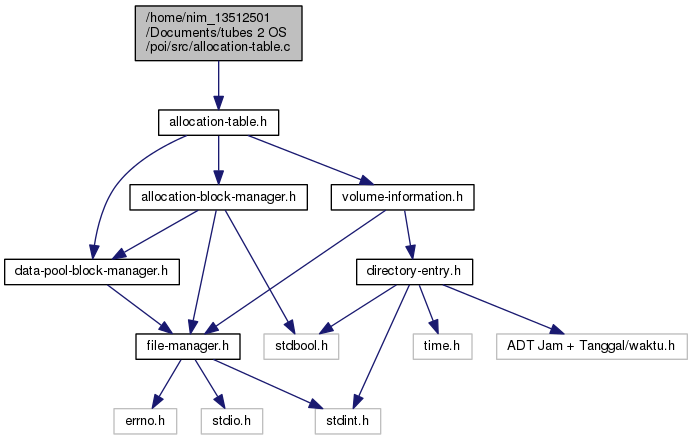 /home/nim_13512501
/Documents/tubes 2 OS
/poi/src/allocation-table.c
allocation-table.h
allocation-block-manager.h
volume-information.h
data-pool-block-manager.h
directory-entry.h
file-manager.h
stdbool.h
time.h
ADT Jam + Tanggal/waktu.h
errno.h
stdio.h
stdint.h